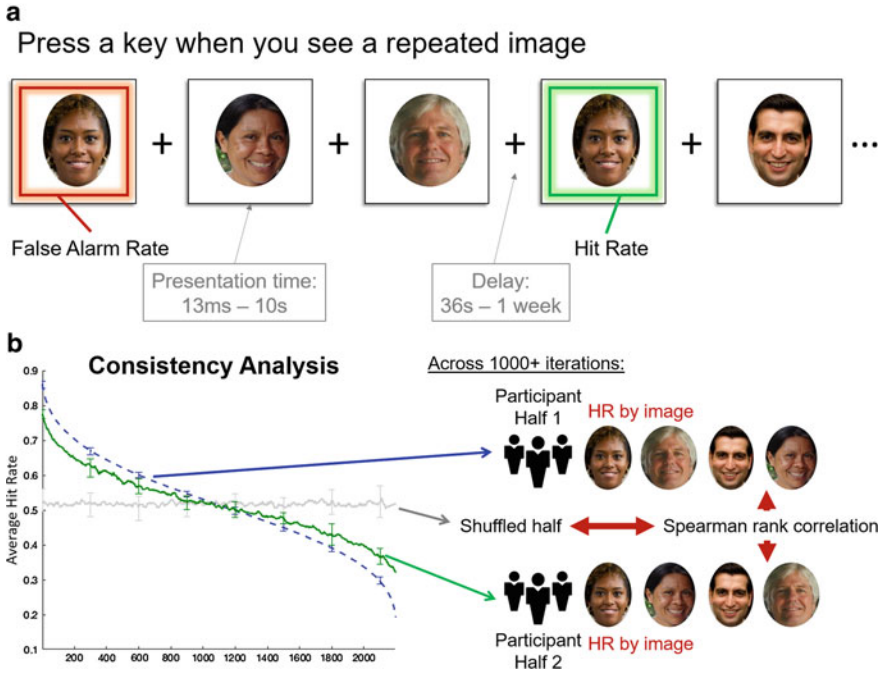 a
Press a key when you see a repeated image
+ + + + ...
False Alarm Rate
Hit Rate
Presentation time:
13ms – 10s
Delay:
36s – 1 week
b
Consistency Analysis
Average Hit Rate
0.9
0.8
0.7
0.6
0.5
0.4
0.3
0.2
0.1
200 400 600 800 1000 1200 1400 1600 1800 2000
Across 1000+ iterations:
Participant
Half 1
HR by image
Shuffled half
Spearman rank correlation
Participant
Half 2
HR by image